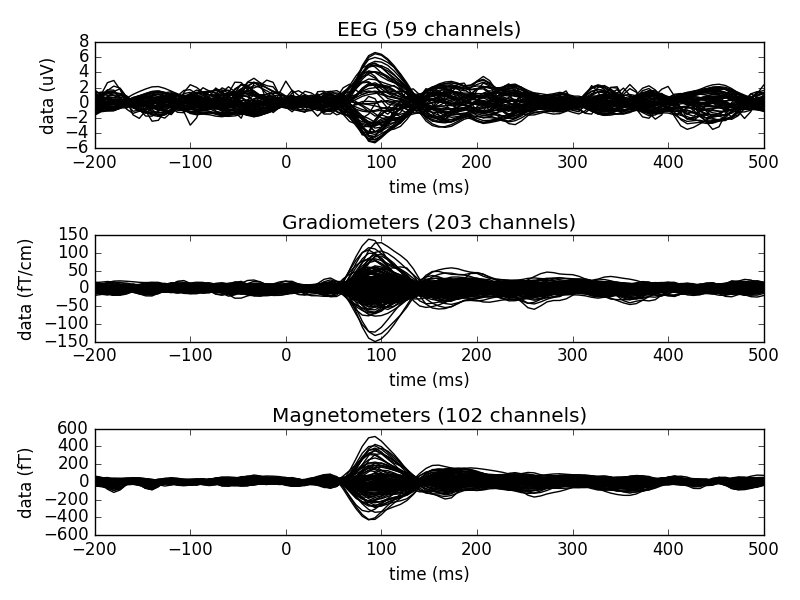 EEG (59 channels)
8
6
4
2
0
−2
−4
−6
data (uV)
−200 −100 0 100 200 300 400 500
time (ms)
Gradiometers (203 channels)
150
100
50
0
−50
−100
−150
data (fT/cm)
−200 −100 0 100 200 300 400 500
time (ms)
Magnetometers (102 channels)
600
400
200
0
−200
−400
−600
data (fT)
−200 −100 0 100 200 300 400 500
time (ms)